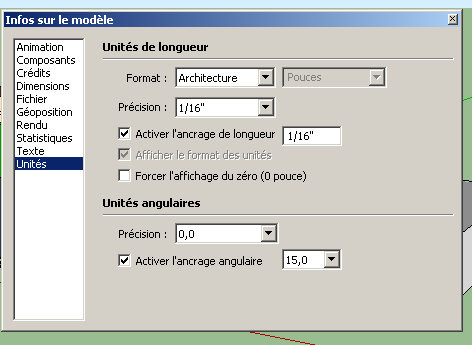 Infos sur le modèle
Animation
Composants
Crédits
Dimensions
Fichier
Géoposition
Rendu
Statistiques
Texte
Unités
Unités de longueur
Format : Architecture Pouces
Précision : 1/16"
Activer l'ancrage de longueur 1/16"
Afficher le format des unités
Forcer l'affichage du zéro (0 pouce)
Unités angulaires
Précision : 0,0
Activer l'ancrage angulaire 15,0